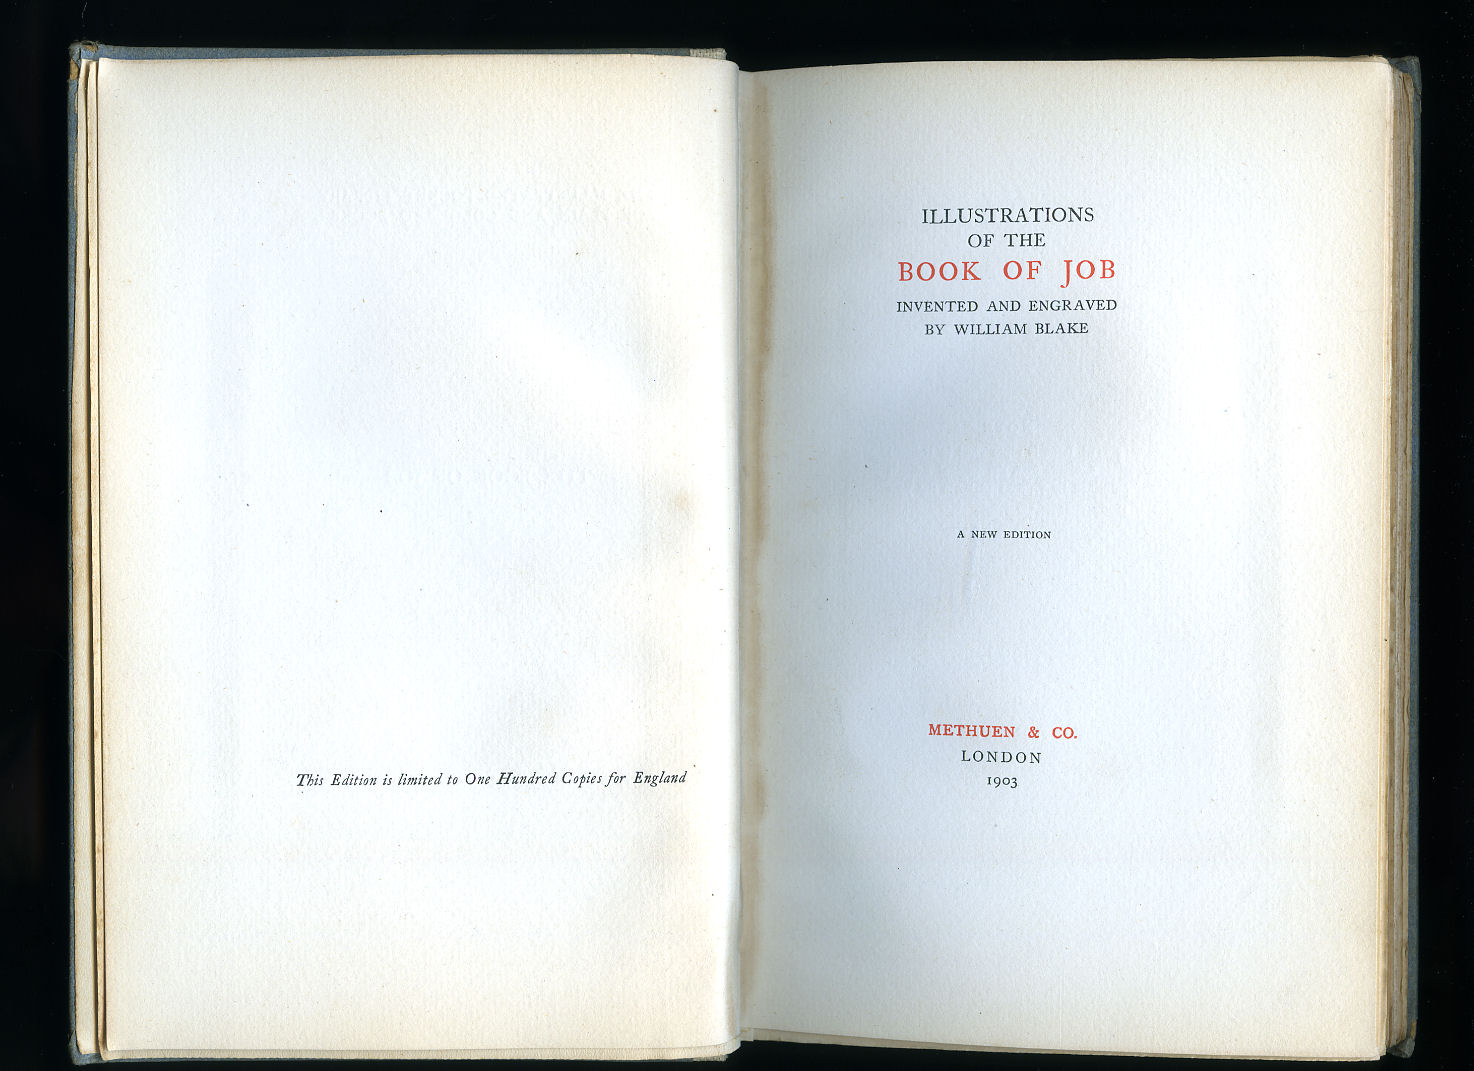 This Edition is limited to One Hundred Copies for England
ILLUSTRATIONS
OF THE
BOOK OF JOB
INVENTED AND ENGRAVED
BY WILLIAM BLAKE
A NEW EDITION
METHUEN & CO.
LONDON
1903